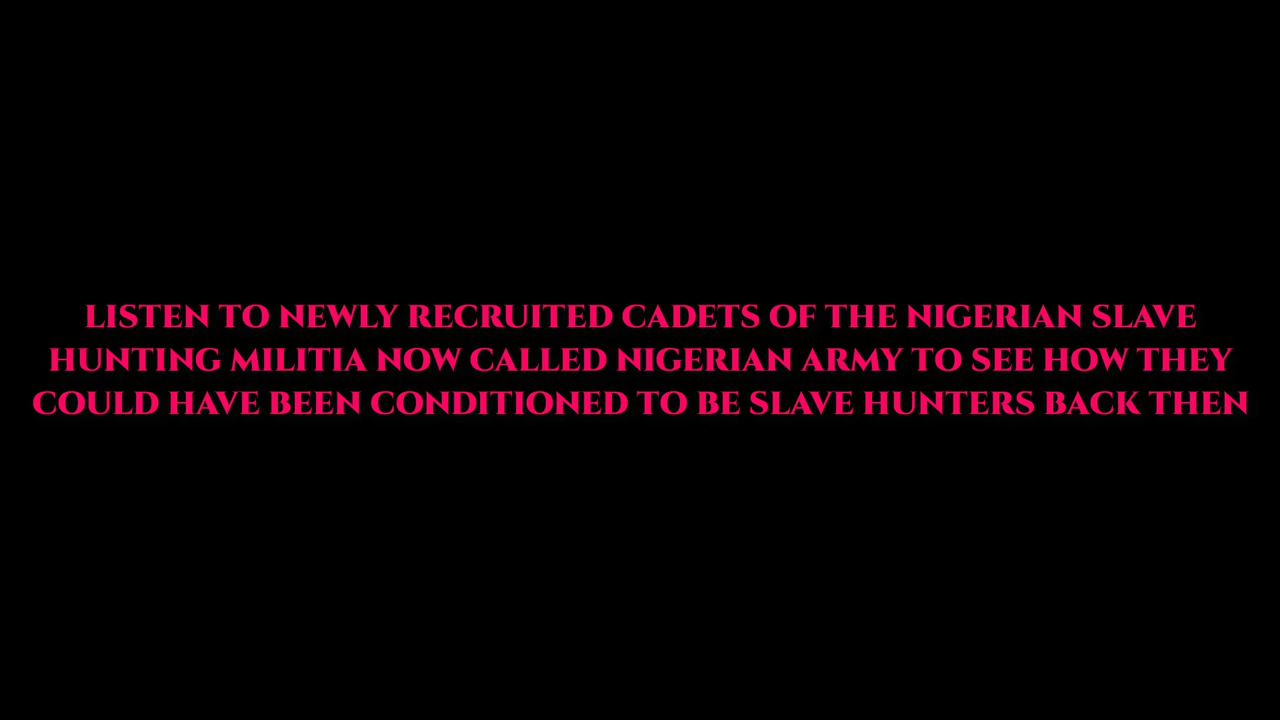 LISTEN TO NEWLY RECRUITED CADETS OF THE NIGERIAN SLAVE
HUNTING MILITIA NOW CALLED NIGERIAN ARMY TO SEE HOW THEY
COULD HAVE BEEN CONDITIONED TO BE SLAVE HUNTERS BACK THEN